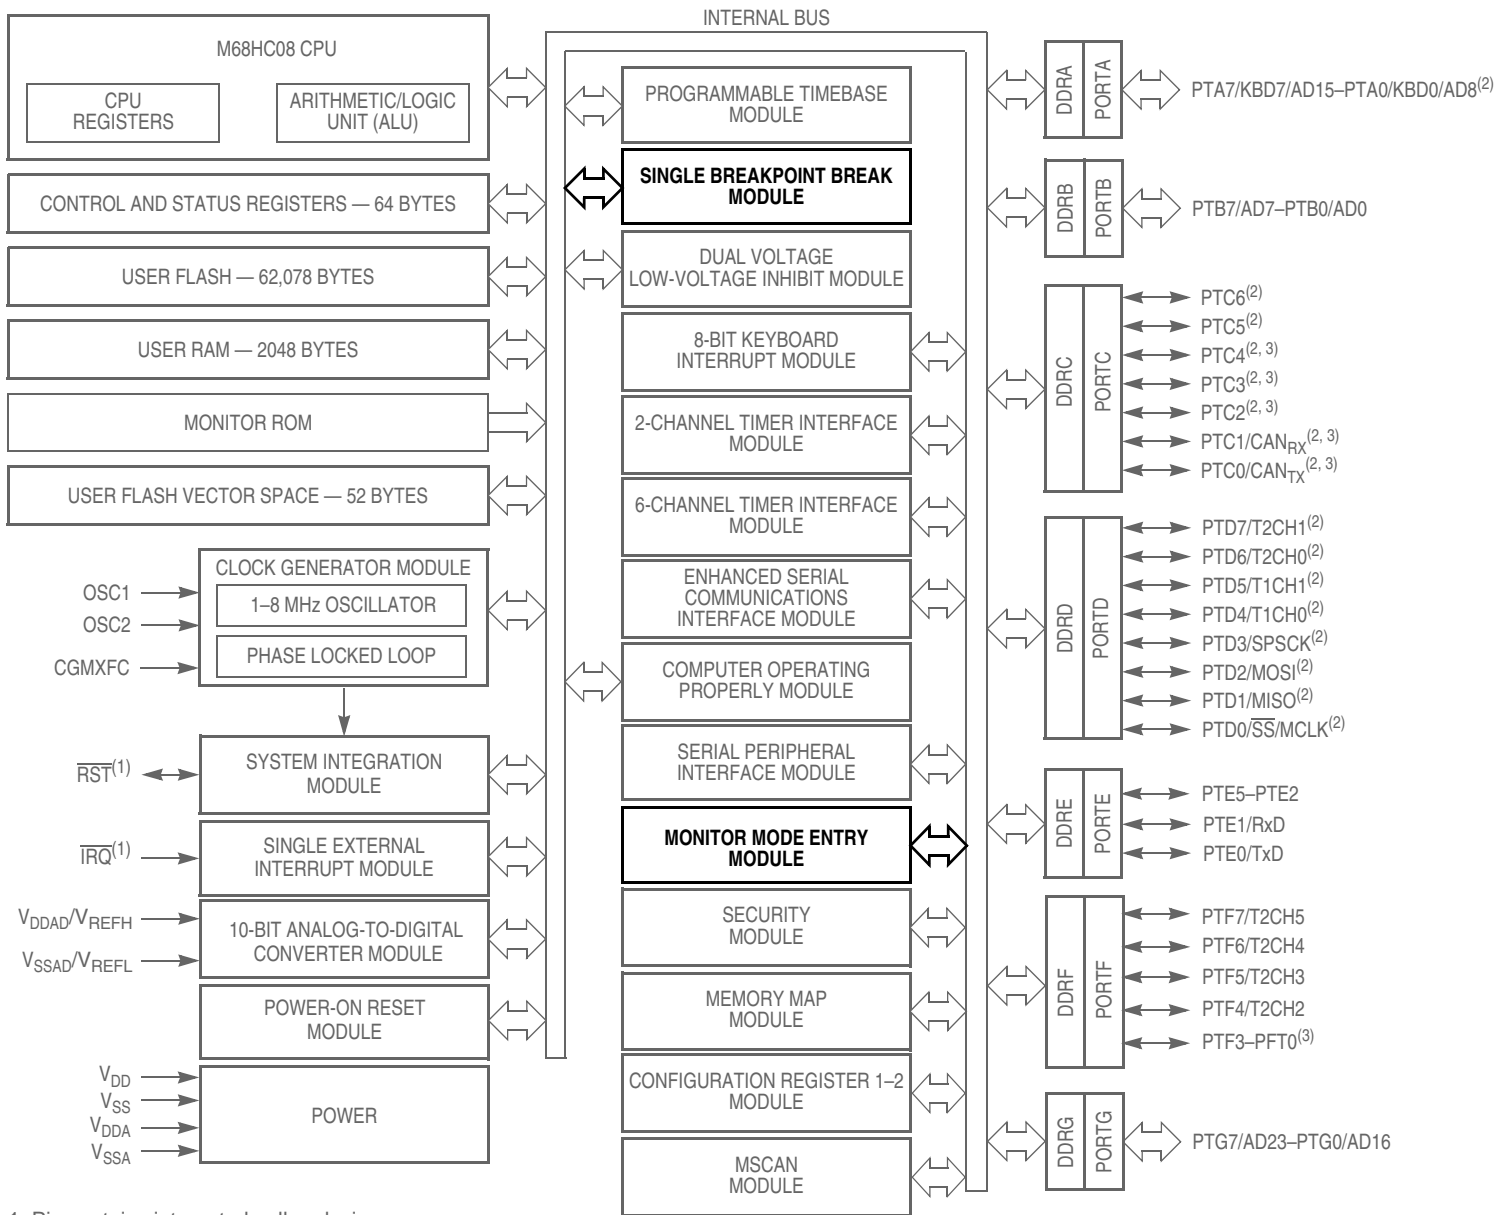 INTERNAL BUS
M68HC08 CPU
CPU
REGISTERS
ARITHMETIC/LOGIC
UNIT (ALU)
CONTROL AND STATUS REGISTERS — 64 BYTES
USER FLASH — 62,078 BYTES
USER RAM — 2048 BYTES
MONITOR ROM
USER FLASH VECTOR SPACE — 52 BYTES
OSC1
OSC2
CGMXFC
CLOCK GENERATOR MODULE
1–8 MHz OSCILLATOR
PHASE LOCKED LOOP
RST(1)
SYSTEM INTEGRATION
MODULE
IRQ(1)
SINGLE EXTERNAL
INTERRUPT MODULE
VDDAD/VREFH
VSSAD/VREFL
10-BIT ANALOG-TO-DIGITAL
CONVERTER MODULE
POWER-ON RESET
MODULE
VDD
VSS
VDDA
VSSA
POWER
PROGRAMMABLE TIMEBASE
MODULE
SINGLE BREAKPOINT BREAK
MODULE
DUAL VOLTAGE
LOW-VOLTAGE INHIBIT MODULE
8-BIT KEYBOARD
INTERRUPT MODULE
2-CHANNEL TIMER INTERFACE
MODULE
6-CHANNEL TIMER INTERFACE
MODULE
ENHANCED SERIAL
COMMUNICATIONS
INTERFACE MODULE
COMPUTER OPERATING
PROPERLY MODULE
SERIAL PERIPHERAL
INTERFACE MODULE
MONITOR MODE ENTRY
MODULE
SECURITY
MODULE
MEMORY MAP
MODULE
CONFIGURATION REGISTER 1–2
MODULE
MSCAN
MODULE
DDRA
PORTA
PTA7/KBD7/AD15–PTA0/KBD0/AD8(2)
DDRB
PORTB
PTB7/AD7–PTB0/AD0
DDRC
PORTC
PTC6(2)
PTC5(2)
PTC4(2, 3)
PTC3(2, 3)
PTC2(2, 3)
PTC1/CANRX(2, 3)
PTC0/CANTX(2, 3)
DDRD
PORTD
PTD7/T2CH1(2)
PTD6/T2CH0(2)
PTD5/T1CH1(2)
PTD4/T1CH0(2)
PTD3/SPSCK(2)
PTD2/MOSI(2)
PTD1/MISO(2)
PTD0/SS/MCLK(2)
DDRE
PORTE
PTE5–PTE2
PTE1/RxD
PTE0/TxD
DDRF
PORTF
PTF7/T2CH5
PTF6/T2CH4
PTF5/T2CH3
PTF4/T2CH2
PTF3–PFT0(3)
DDRG
PORTG
PTG7/AD23–PTG0/AD16